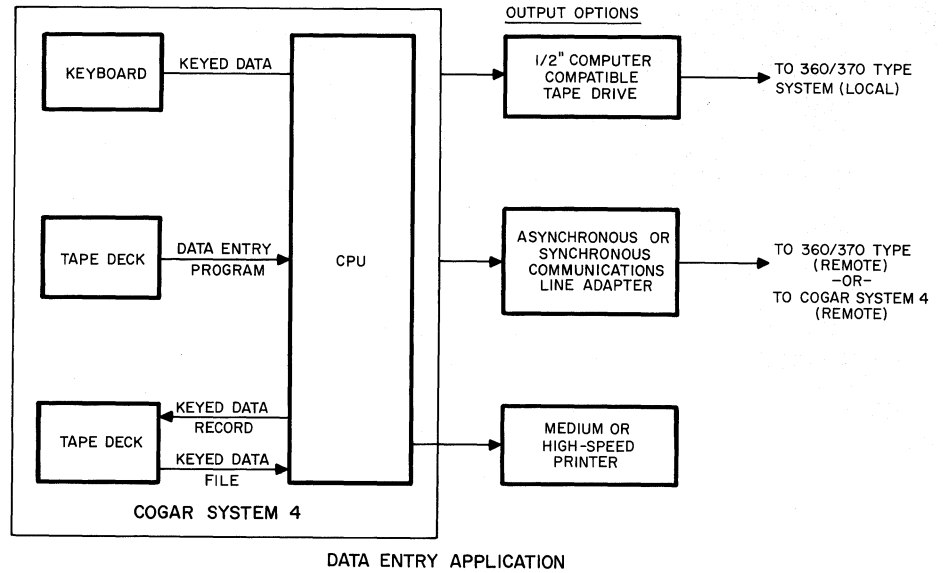 OUTPUT OPTIONS
KEYBOARD
KEYED DATA
1/2" COMPUTER
COMPATIBLE
TAPE DRIVE
TO 360/370 TYPE
SYSTEM (LOCAL)
TAPE DECK
DATA ENTRY
PROGRAM
CPU
ASYNCHRONOUS OR
SYNCHRONOUS
COMMUNICATIONS
LINE ADAPTER
TO 360/370 TYPE
(REMOTE)
-OR-
TO COGAR SYSTEM 4
(REMOTE)
TAPE DECK
KEYED DATA
RECORD
KEYED DATA
FILE
MEDIUM OR
HIGH-SPEED
PRINTER
COGAR SYSTEM 4
DATA ENTRY APPLICATION